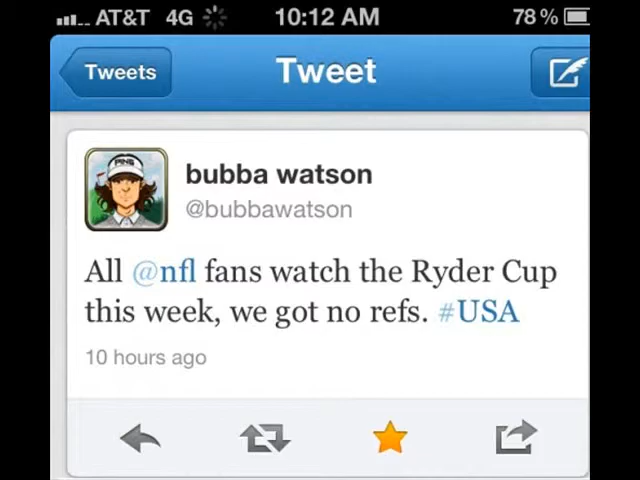 AT&T 4G 10:12 AM 78%
Tweets Tweet
PING
bubba watson
@bubbawatson
All @nfl fans watch the Ryder Cup
this week, we got no refs. #USA
10 hours ago